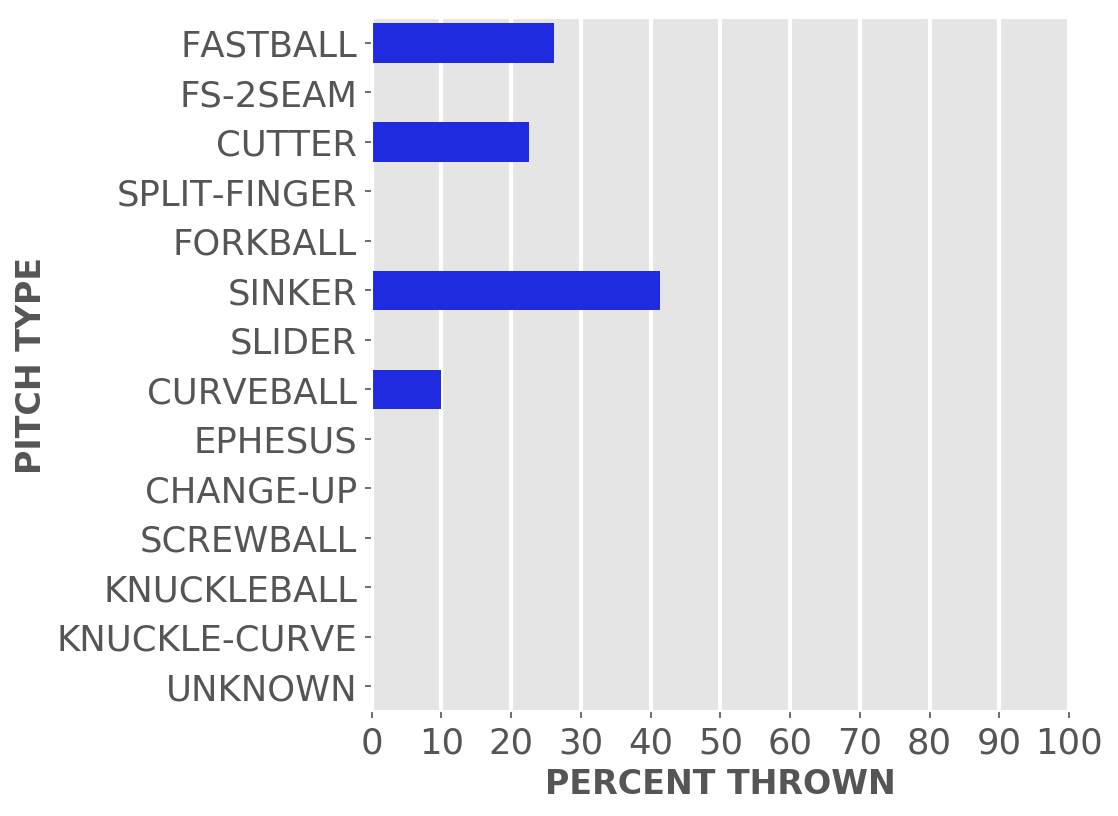 PITCH TYPE
FASTBALL
FS-2SEAM
CUTTER
SPLIT-FINGER
FORKBALL
SINKER
SLIDER
CURVEBALL
EPHESUS
CHANGE-UP
SCREWBALL
KNUCKLEBALL
KNUCKLE-CURVE
UNKNOWN
0 10 20 30 40 50 60 70 80 90 100
PERCENT THROWN